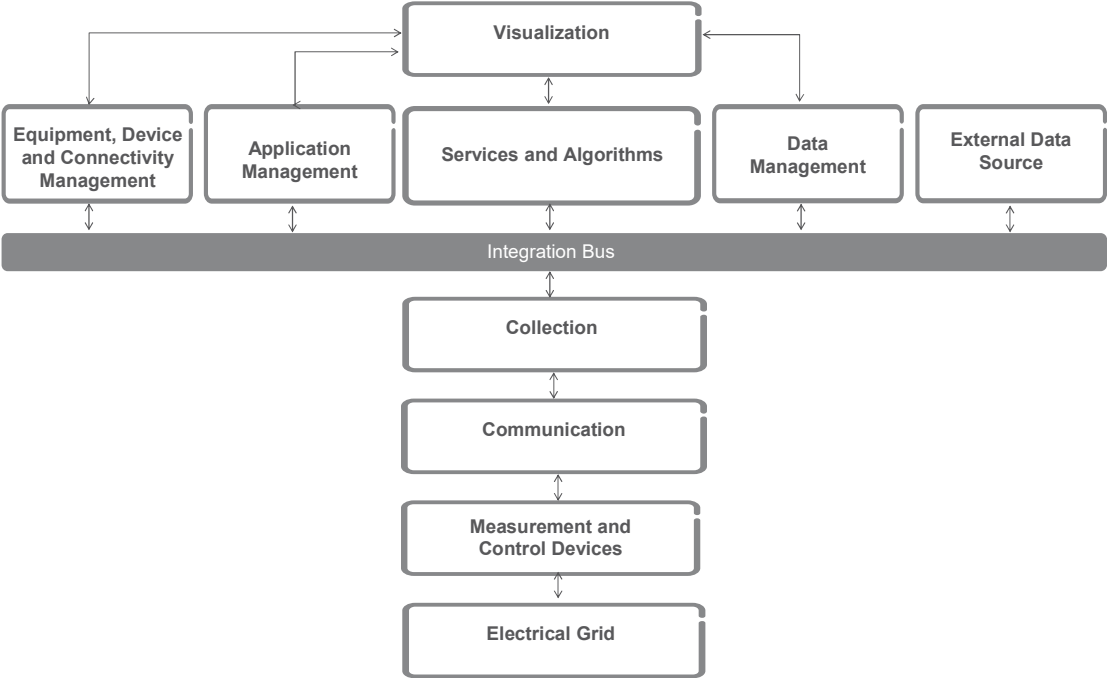 Visualization
Equipment, Device
and Connectivity
Management
Application
Management
Services and Algorithms
Data
Management
External Data
Source
Integration Bus
Collection
Communication
Measurement and
Control Devices
Electrical Grid